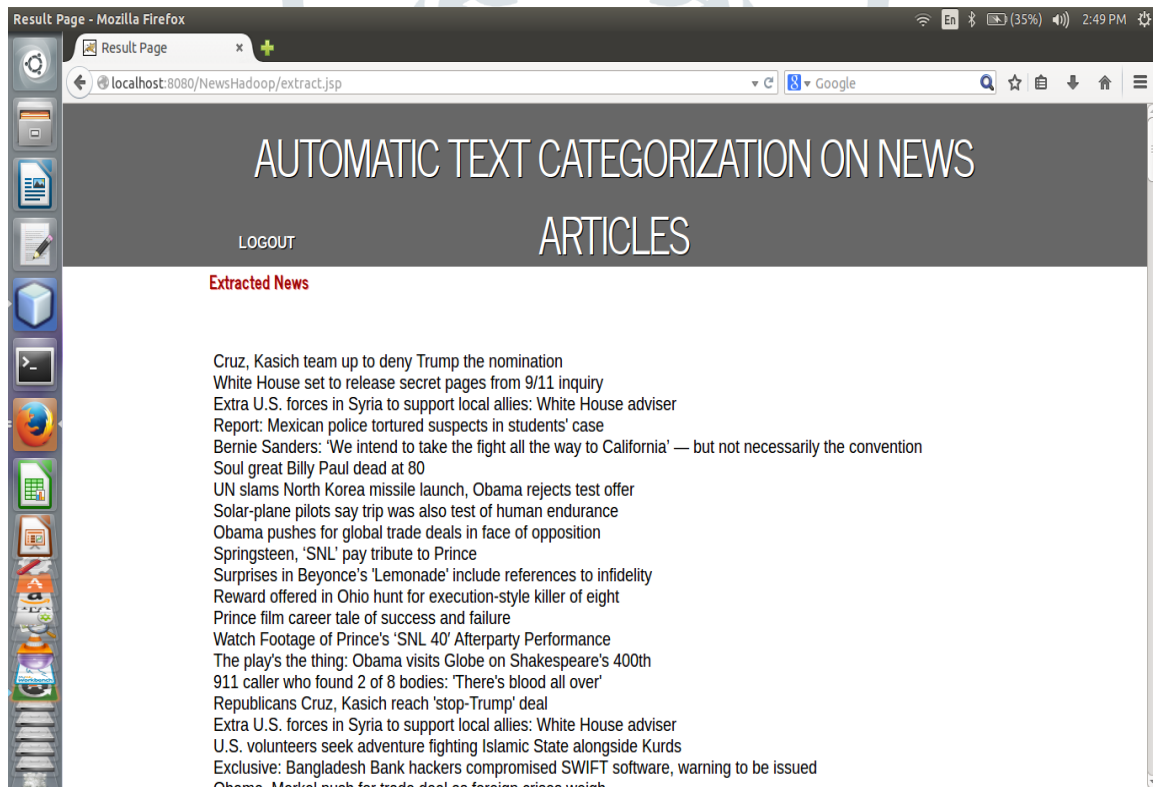 Result Page - Mozilla Firefox En (35%) 2:49 PM
Result Page
localhost:8080/NewsHadoop/extract.jsp Google
AUTOMATIC TEXT CATEGORIZATION ON NEWS
ARTICLES
LOGOUT
Extracted News
Cruz, Kasich team up to deny Trump the nomination
White House set to release secret pages from 9/11 inquiry
Extra U.S. forces in Syria to support local allies: White House adviser
Report: Mexican police tortured suspects in students' case
Bernie Sanders: ‘We intend to take the fight all the way to California’ — but not necessarily the convention
Soul great Billy Paul dead at 80
UN slams North Korea missile launch, Obama rejects test offer
Solar-plane pilots say trip was also test of human endurance
Obama pushes for global trade deals in face of opposition
Springsteen, ‘SNL’ pay tribute to Prince
Surprises in Beyonce’s 'Lemonade' include references to infidelity
Reward offered in Ohio hunt for execution-style killer of eight
Prince film career tale of success and failure
Watch Footage of Prince's ‘SNL 40′ Afterparty Performance
The play's the thing: Obama visits Globe on Shakespeare's 400th
911 caller who found 2 of 8 bodies: 'There's blood all over'
Republicans Cruz, Kasich reach 'stop-Trump' deal
Extra U.S. forces in Syria to support local allies: White House adviser
U.S. volunteers seek adventure fighting Islamic State alongside Kurds
Exclusive: Bangladesh Bank hackers compromised SWIFT software, warning to be issued
Obama, Merkel push for trade deal as foreign crises weigh